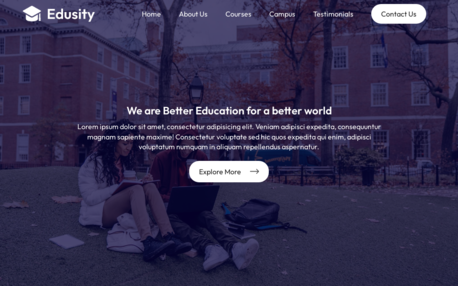 Edusity
Home About Us Courses Campus Testimonials Contact Us
We are Better Education for a better world
Lorem ipsum dolor sit amet, consectetur adipisicing elit. Veniam adipisci expedita, consequuntur
magnam sapiente maxime! Consectetur voluptate sed hic quos expedita qui enim, adipisci
voluptatum numquam in aliquam repellendus aspernatur.
Explore More